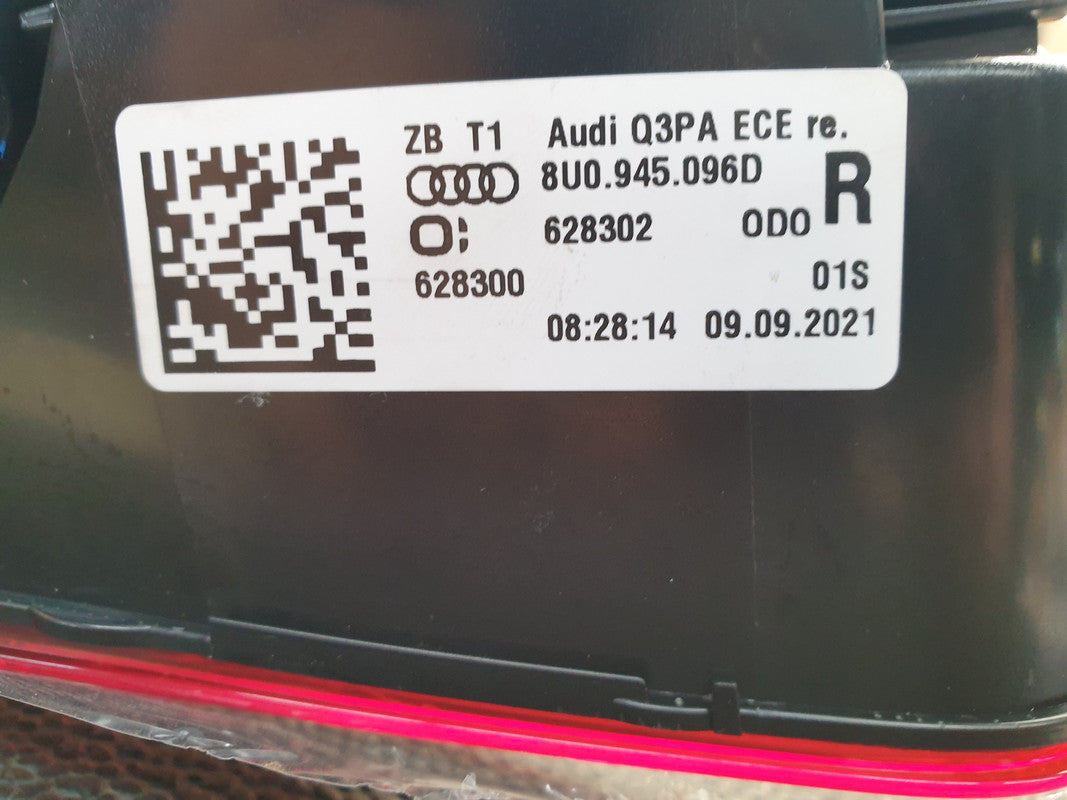 ZB T1 Audi Q3PA ECE re.
8U0.945.096D R
628302 ODO
628300 01S
08:28:14 09.09.2021